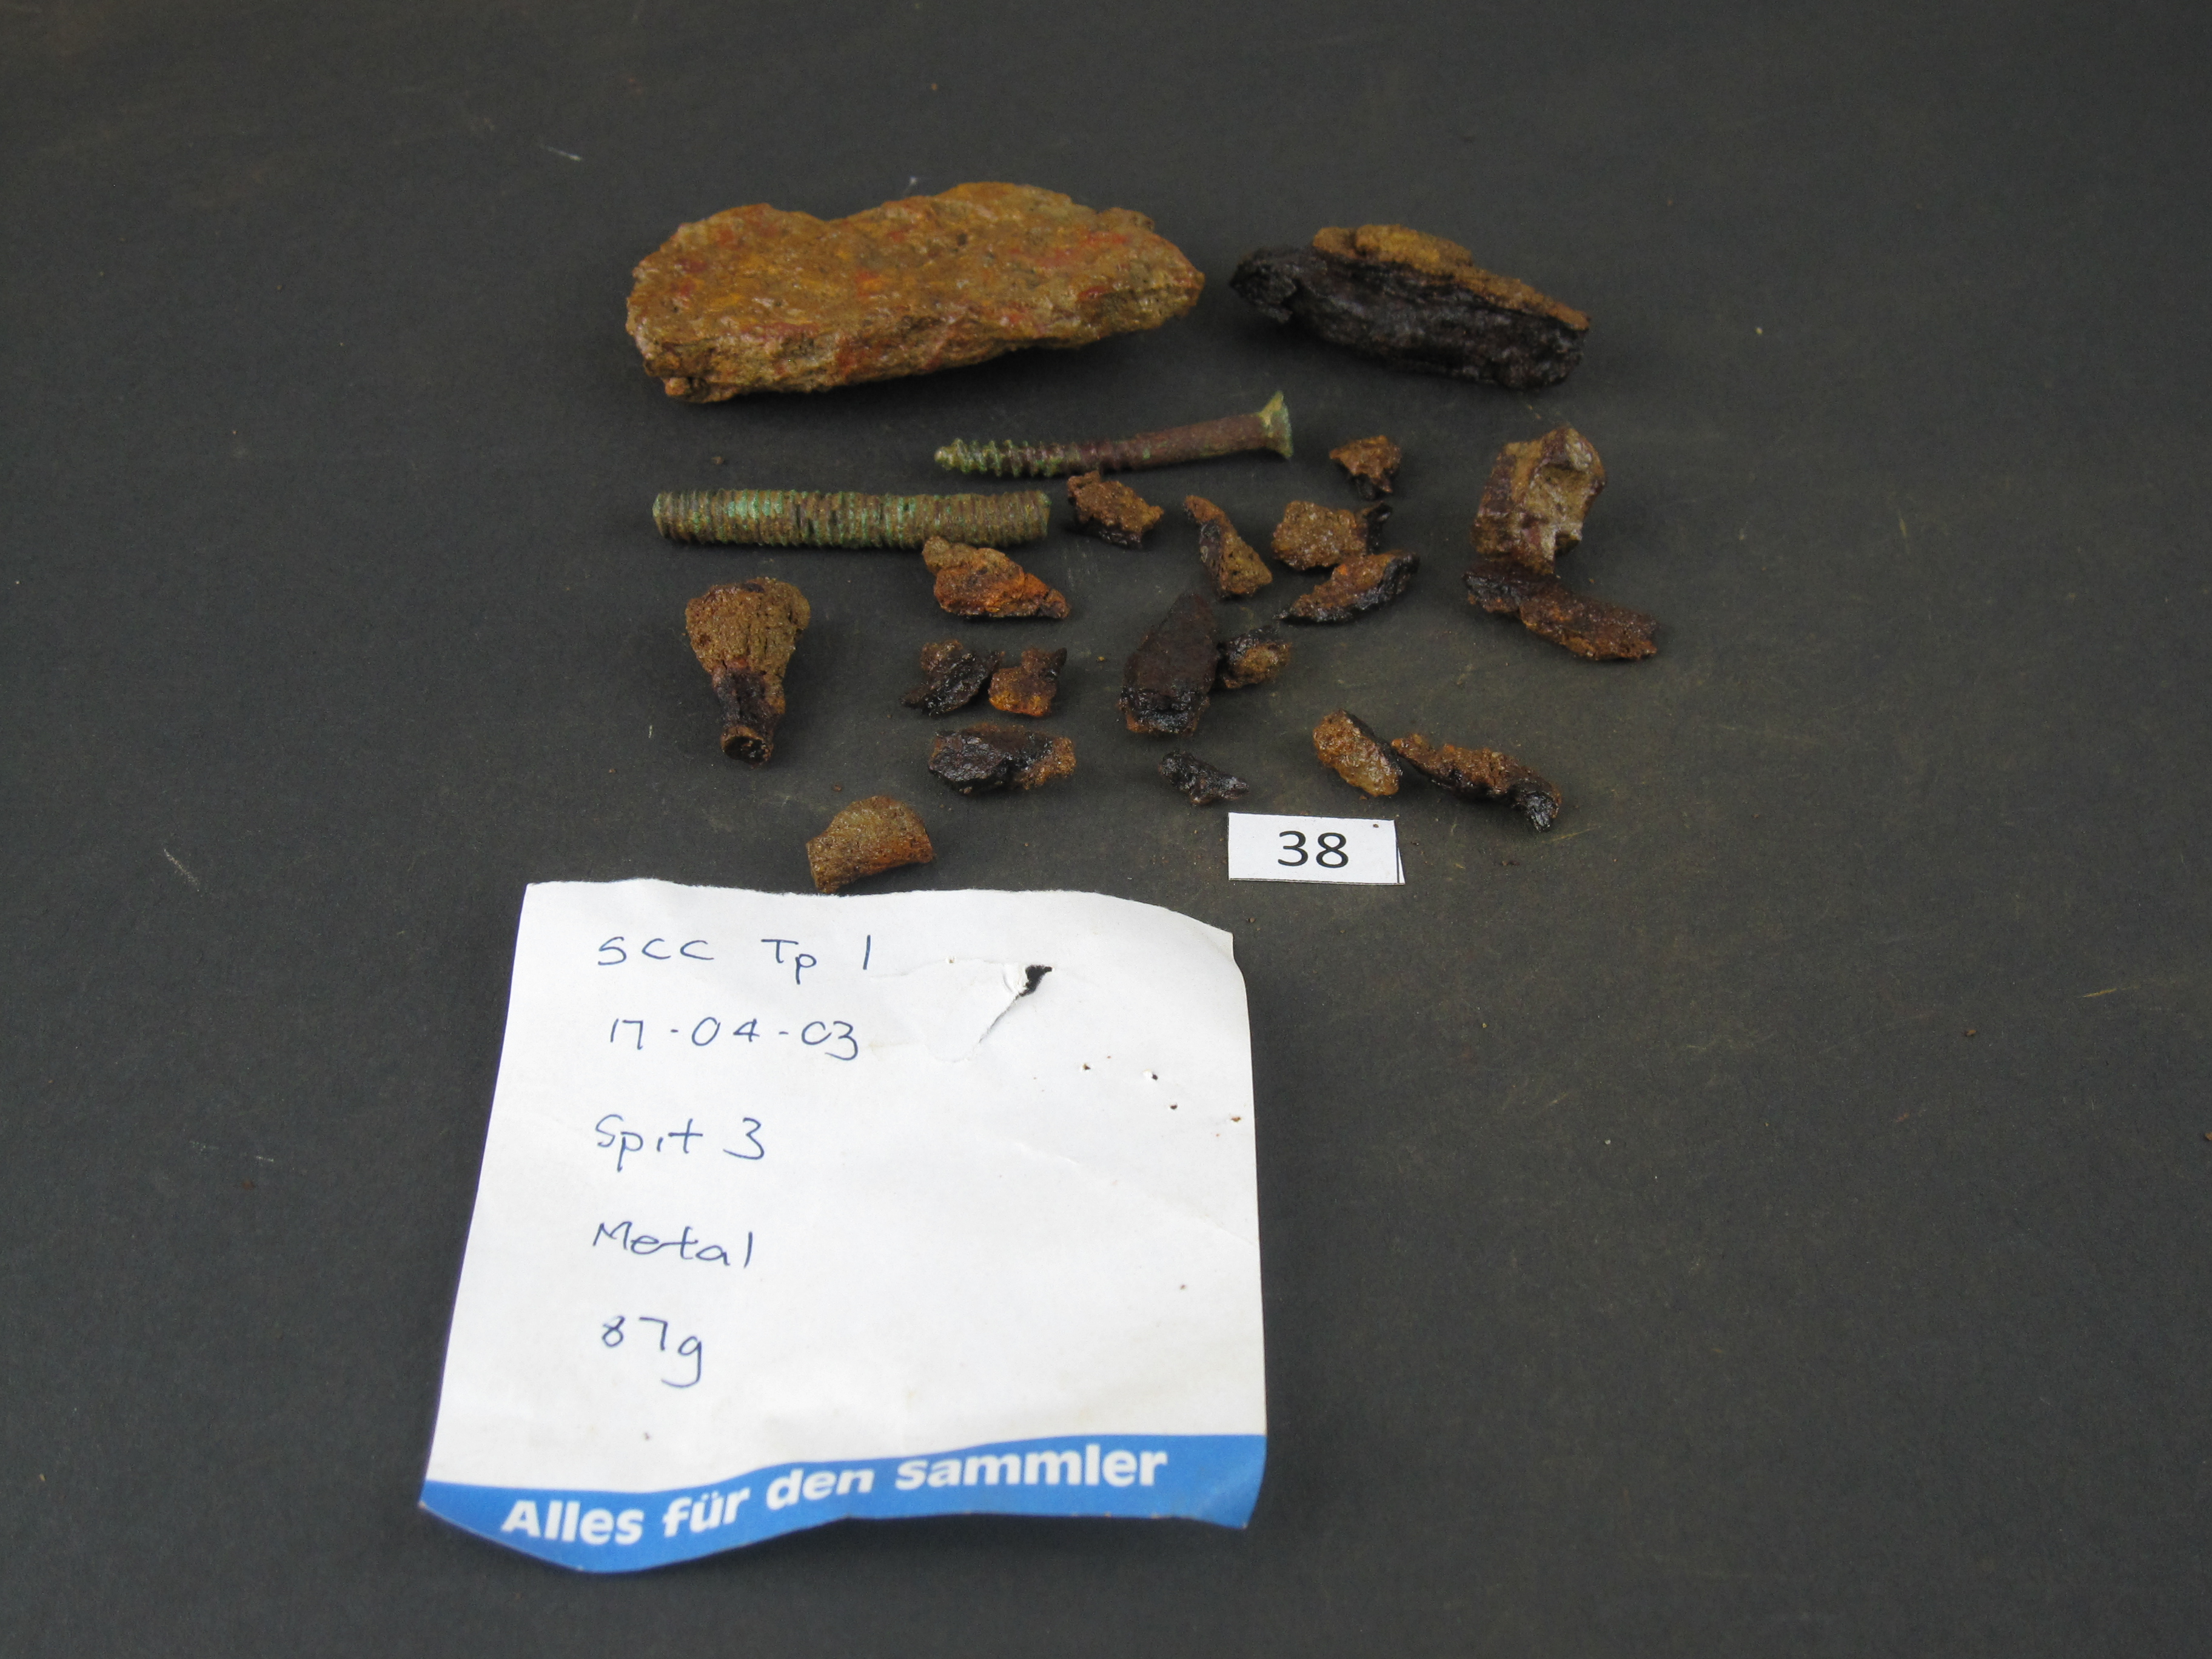 38
SCC Tp 1
17-04-03
Spit 3
Metal
87g
Alles für den sammler